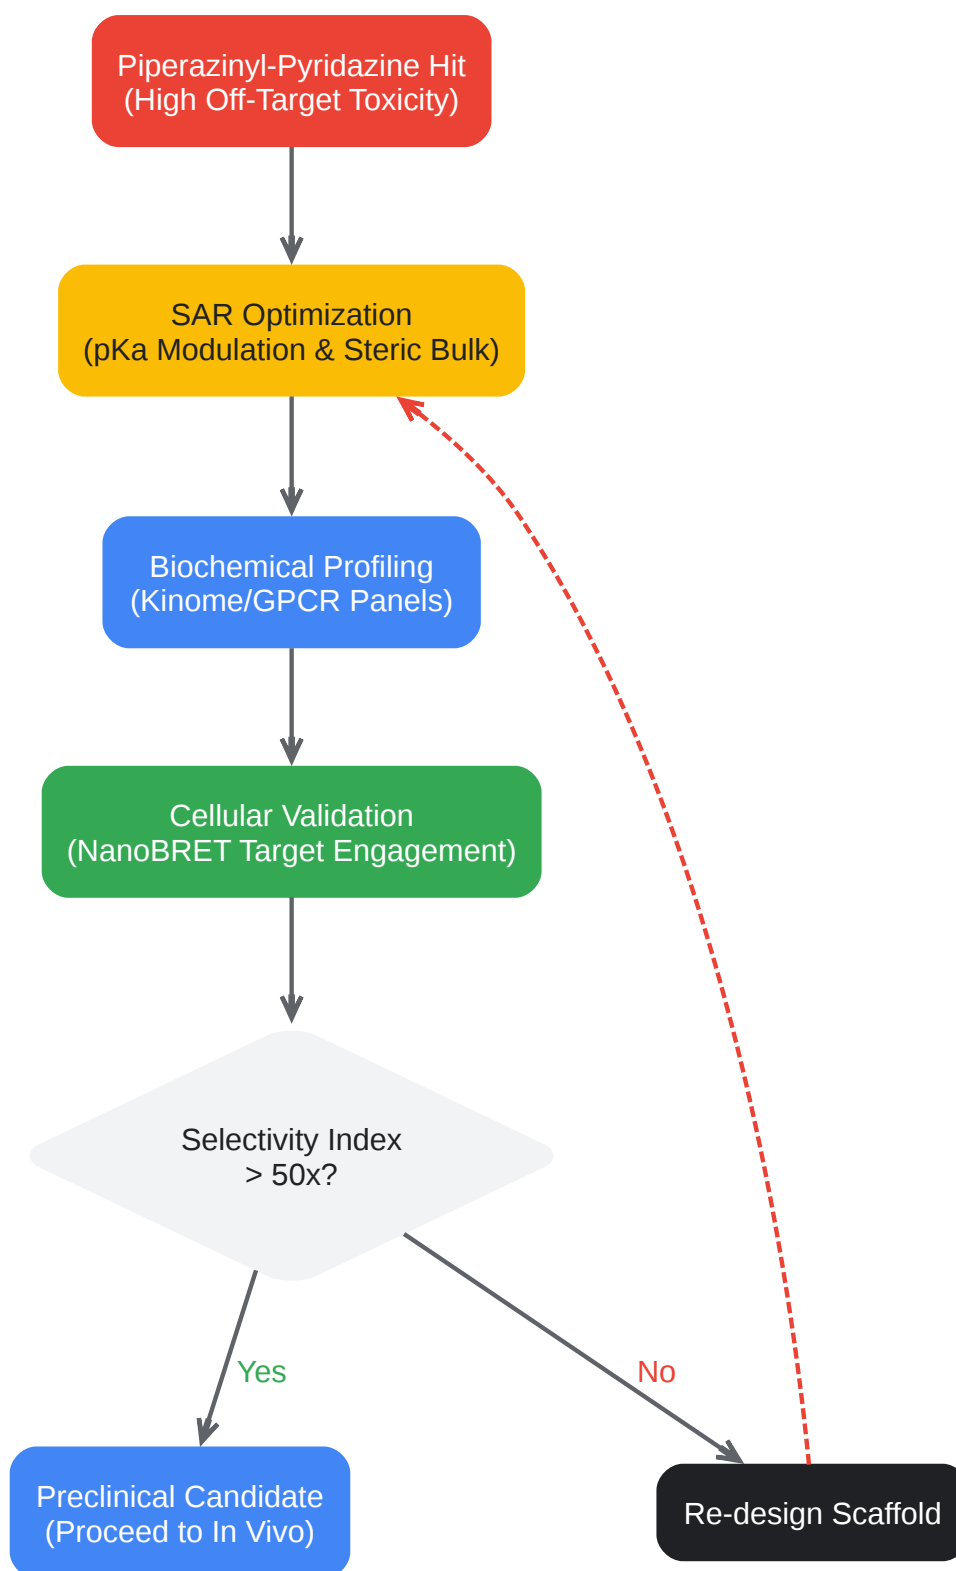 Piperazinyl-Pyridazine Hit
(High Off-Target Toxicity)
SAR Optimization
(pKa Modulation & Steric Bulk)
Biochemical Profiling
(Kinome/GPCR Panels)
Cellular Validation
(NanoBRET Target Engagement)
Selectivity Index
> 50x?
Yes
No
Preclinical Candidate
(Proceed to In Vivo)
Re-design Scaffold